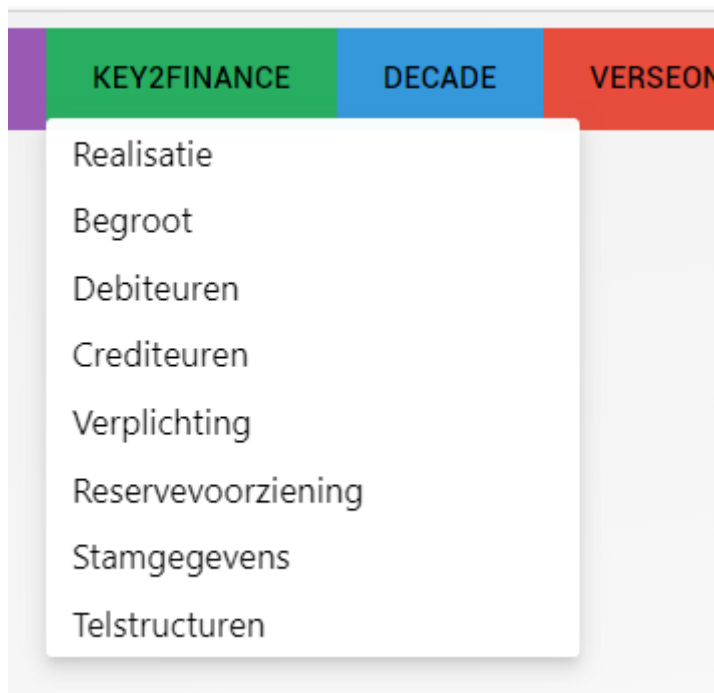 KEY2FINANCE DECADE
Realisatie
Begroot
Debiteuren
Crediteuren
Verplichting
Reservevoorziening
Stamgegevens
Telstructuren